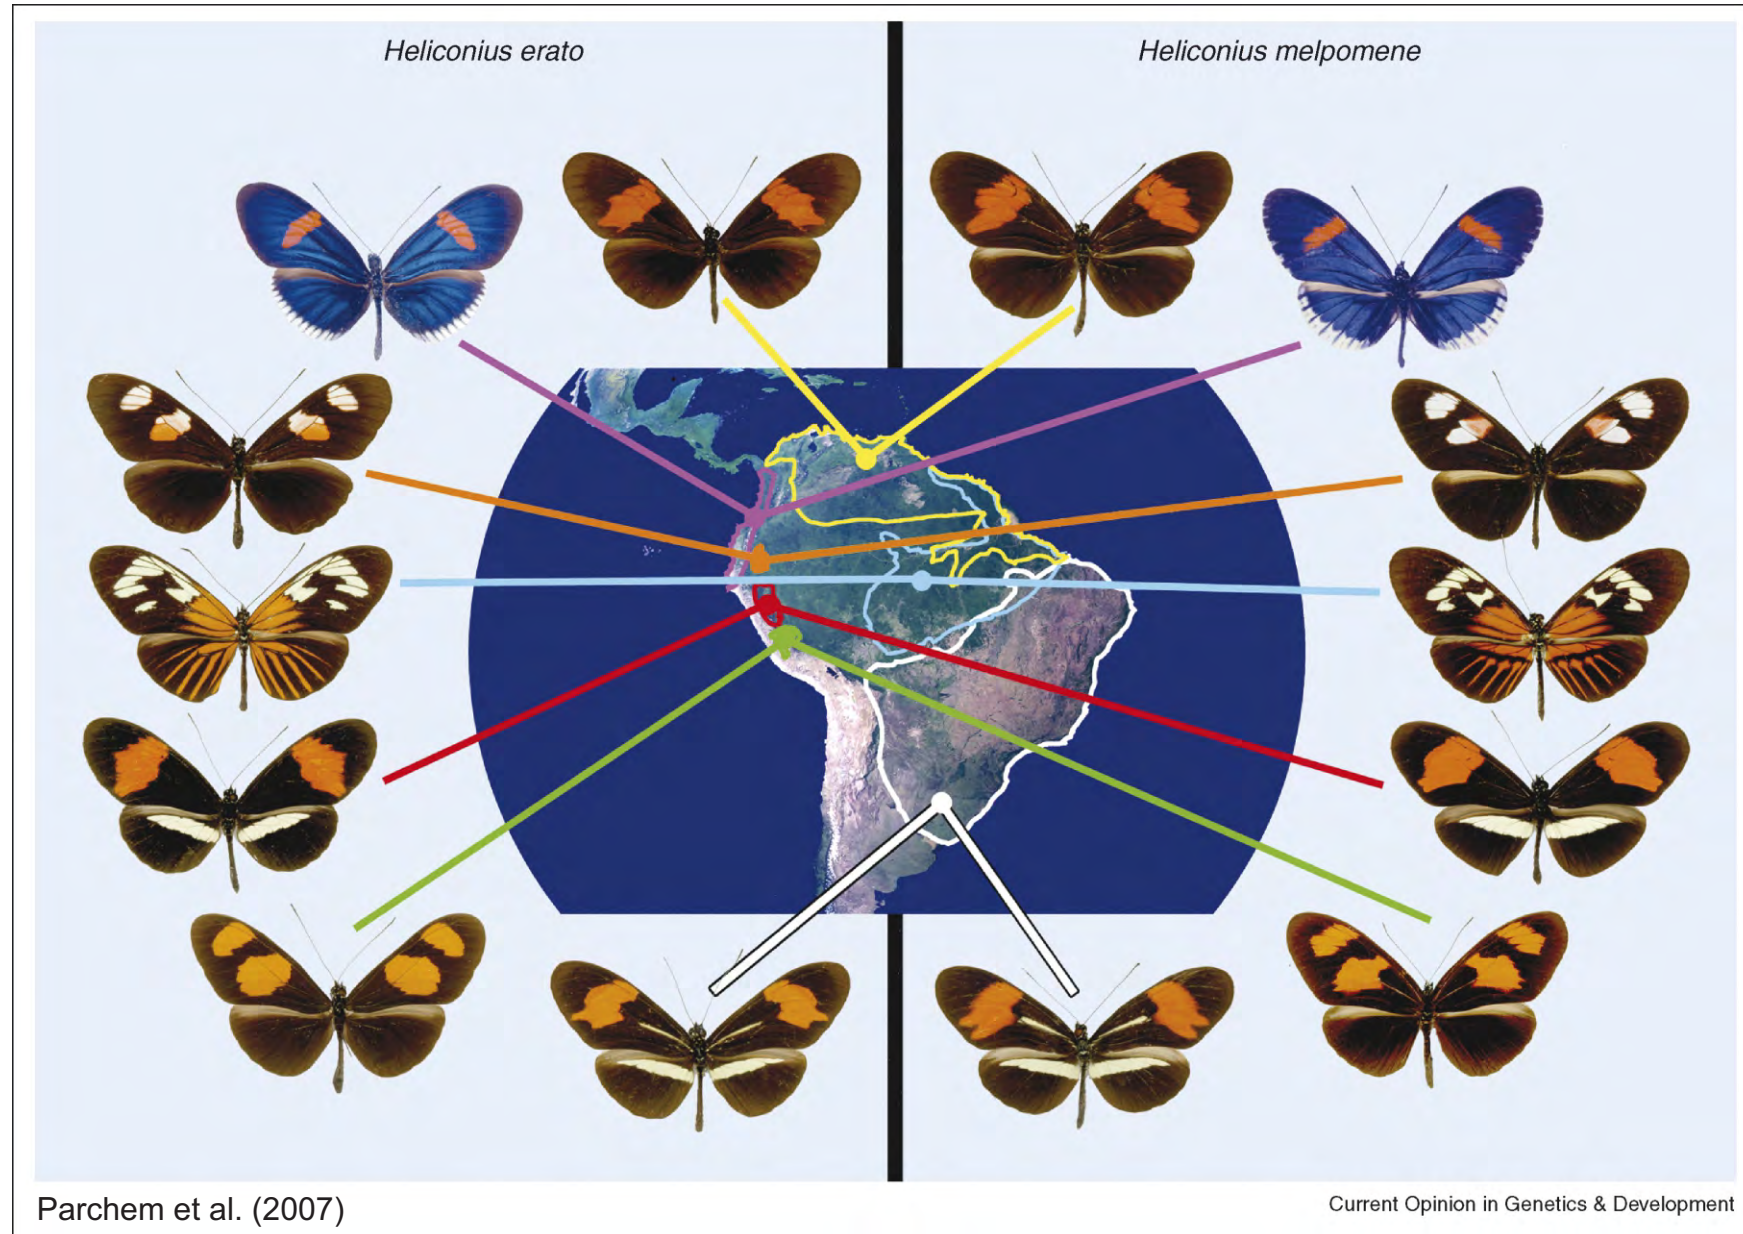 Heliconius erato
Heliconius melpomene
Parchem et al. (2007)
Current Opinion in Genetics & Development